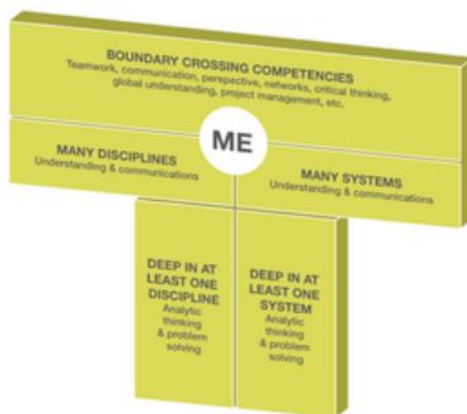 BOUNDARY CROSSING COMPETENCIES
Teamwork, communication, perspective, networks, critical thinking,
global understanding, project management, etc.
ME
MANY DISCIPLINES
Understanding & communications
MANY SYSTEMS
Understanding & communications
DEEP IN AT
LEAST ONE
DISCIPLINE
Analytic
thinking
& problem
solving
DEEP IN AT
LEAST ONE
SYSTEM
Analytic
thinking
& problem
solving